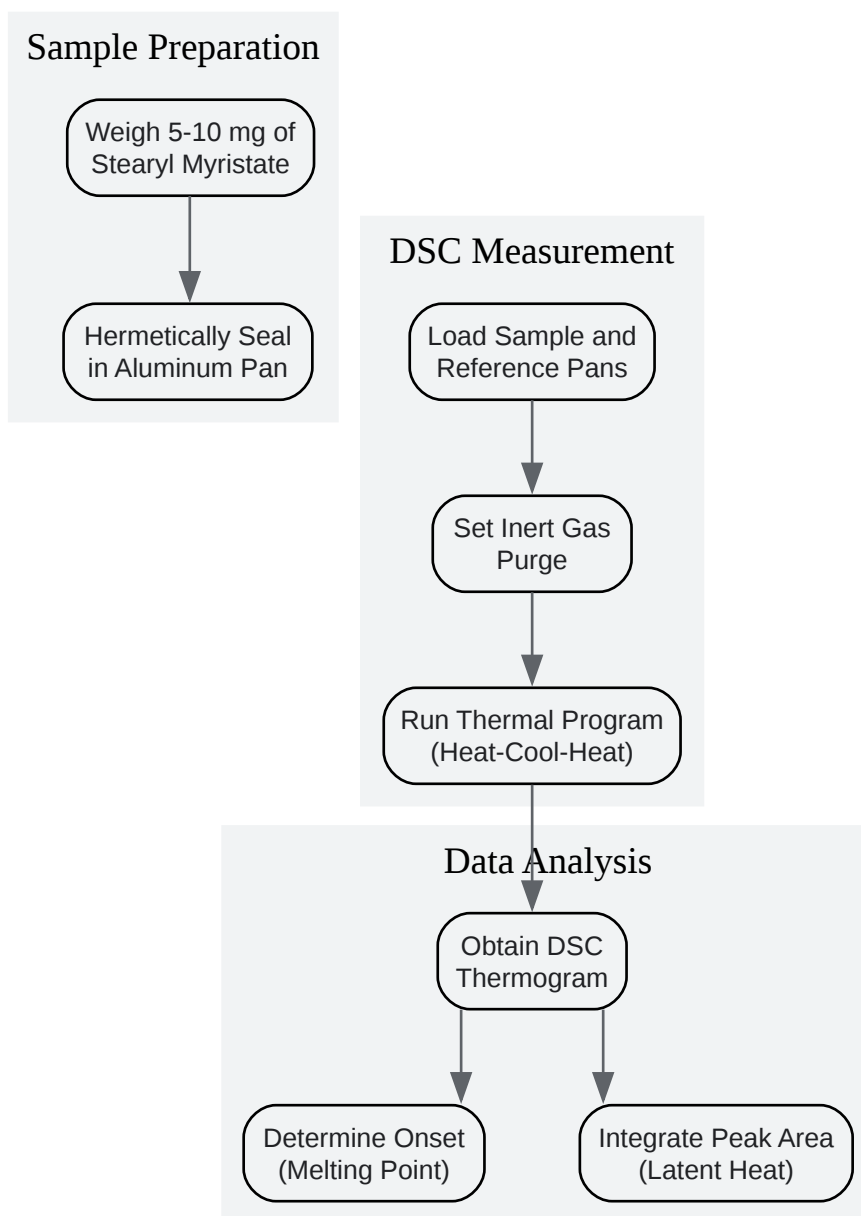 Sample Preparation
Weigh 5-10 mg of
Stearyl Myristate
Hermetically Seal
in Aluminum Pan
DSC Measurement
Load Sample and
Reference Pans
Set Inert Gas
Purge
Run Thermal Program
(Heat-Cool-Heat)
Data Analysis
Obtain DSC
Thermogram
Determine Onset
(Melting Point)
Integrate Peak Area
(Latent Heat)